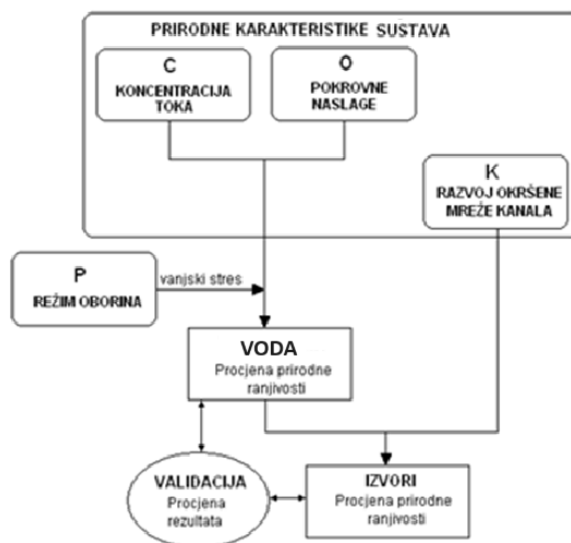 PRIRODNE KARAKTERISTIKE SUSTAVA
C
KONCENTRACIJA
TOKA
O
POKROVNE
NASLAGE
K
RAZVOJ OKRŠENE
MREŽE KANALA
P
REŽIM OBORINA
vanjski stres
VODA
Procjena prirodne
ranjivosti
VALIDACIJA
Procjena
rezultata
IZVORI
Procjena prirodne
ranjivosti